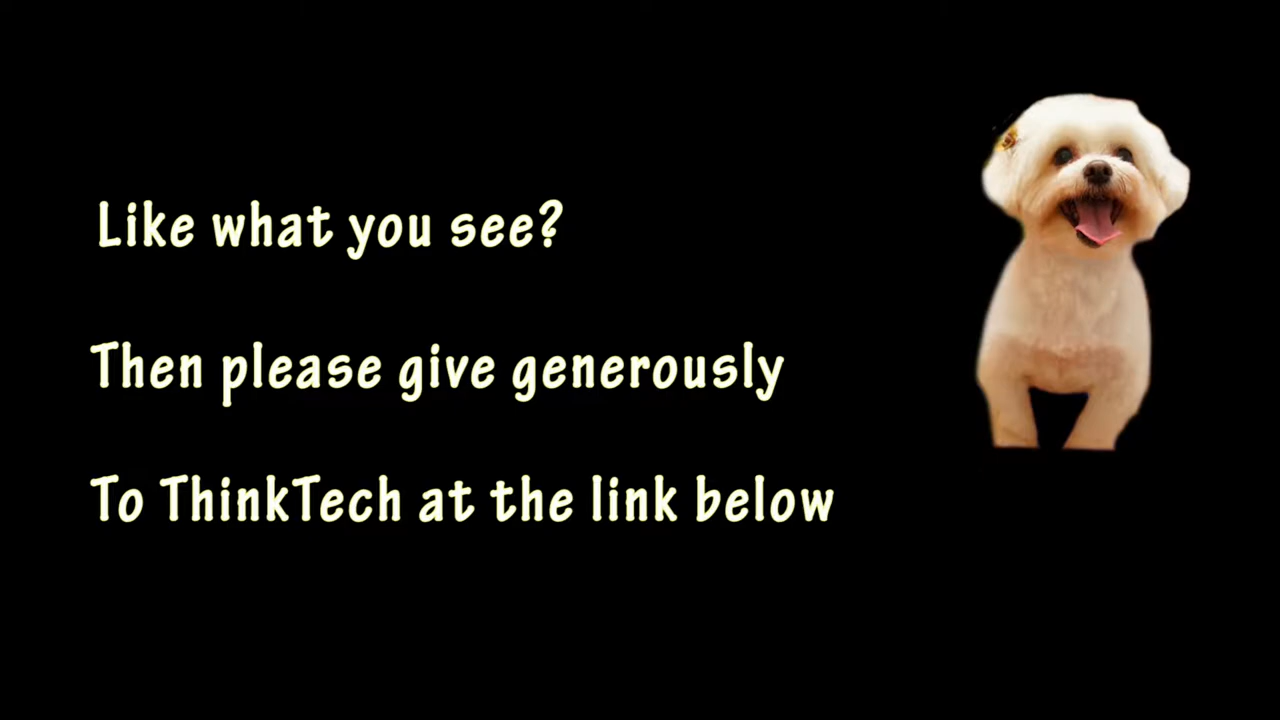 Like what you see?
Then please give generously
To ThinkTech at the link below